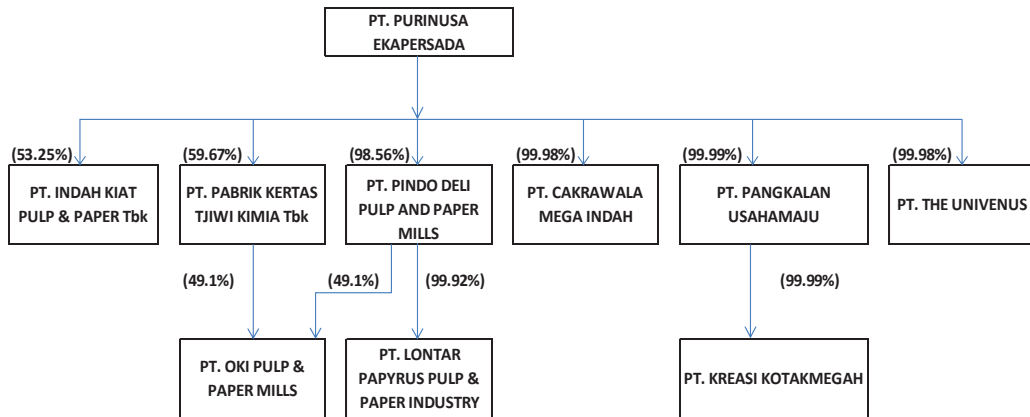 PT. PURINUSA
EKAPERSADA
(53.25%)
(59.67%)
(98.56%)
(99.98%)
(99.99%)
(99.98%)
PT. INDAH KIAT
PULP & PAPER Tbk
PT. PABRIK KERTAS
TJIWI KIMIA Tbk
PT. PINDO DELI
PULP AND PAPER
MILLS
PT. CAKRAWALA
MEGA INDAH
PT. PANGKALAN
USAHAMAJU
PT. THE UNIVENUS
(49.1%)
(49.1%)
(99.92%)
(99.99%)
PT. OKI PULP &
PAPER MILLS
PT. LONTAR
PAPYRUS PULP &
PAPER INDUSTRY
PT. KREASI KOTAKMEGAH